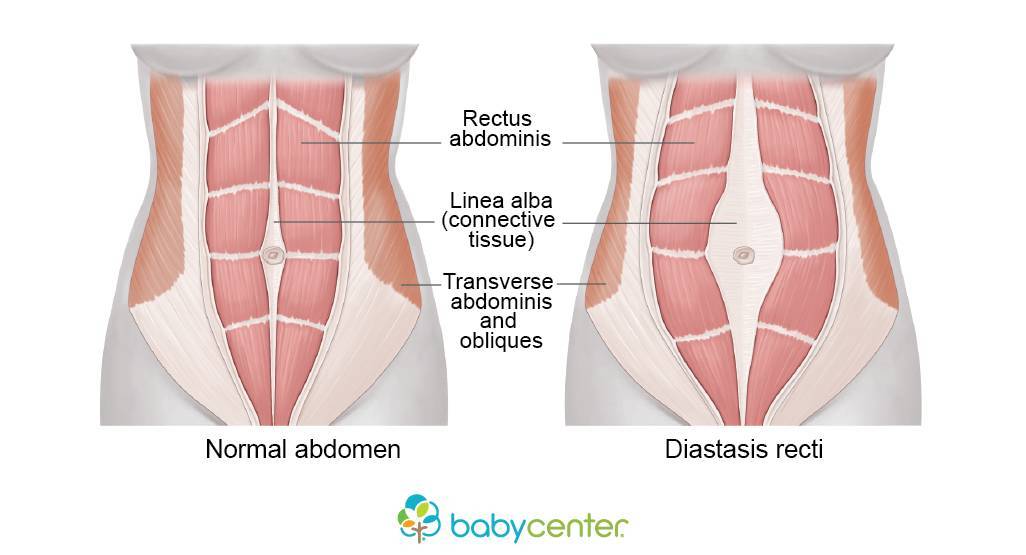 Rectus
abdominis
Linea alba
(connective
tissue)
Transverse
abdominis
and
obliques
Normal abdomen
Diastasis recti
babycenter